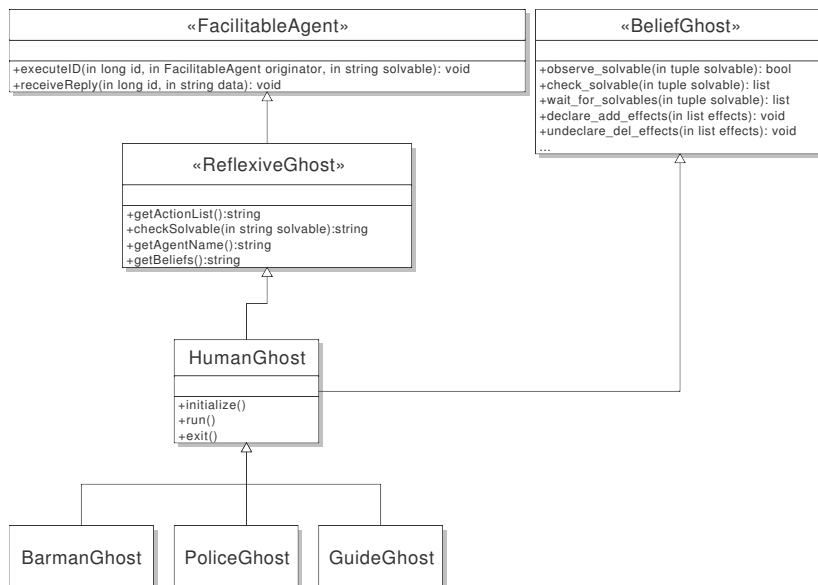 «FacilitableAgent»
+executeID(in long id, in FacilitableAgent originator, in string solvable): void
+receiveReply(in long id, in string data): void
«BeliefGhost»
+observe_solvable(in tuple solvable): bool
+check_solvable(in tuple solvable): list
+wait_for_solvables(in tuple solvable): list
+declare_add_effects(in list effects): void
+undeclare_del_effects(in list effects): void
...
«ReflexiveGhost»
+getActionList():string
+checkSolvable(in string solvable):string
+getAgentName():string
+getBeliefs():string
HumanGhost
+initialize()
+run()
+exit()
BarmanGhost
PoliceGhost
GuideGhost